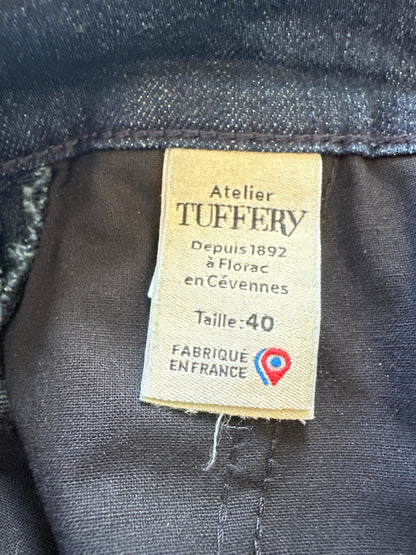 Atelier
TUFFERY
Depuis 1892
à Florac
en Cévennes
Taille: 40
FABRIQUÉ
EN FRANCE